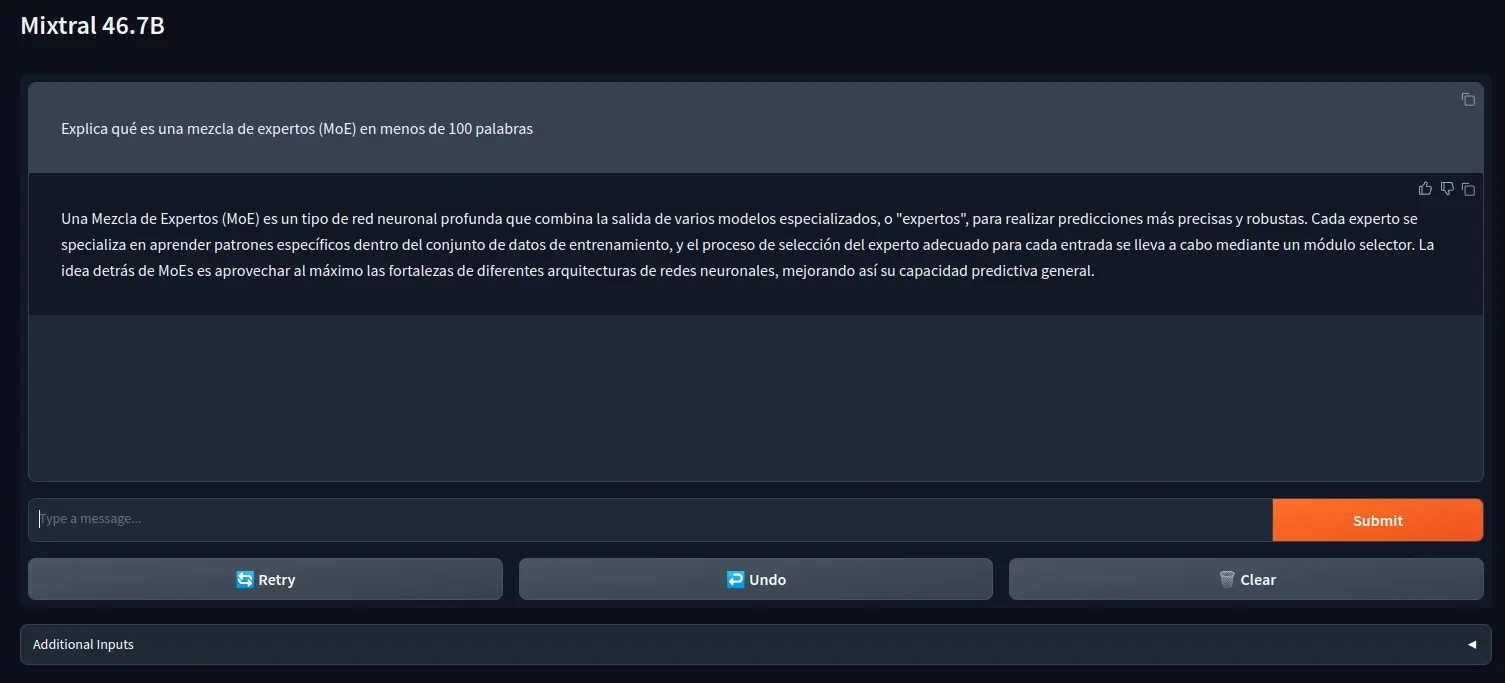 Mixtral 46.7B
Explica qué es una mezcla de expertos (MoE) en menos de 100 palabras
Una Mezcla de Expertos (MoE) es un tipo de red neuronal profunda que combina la salida de varios modelos especializados, o "expertos", para realizar predicciones más precisas y robustas. Cada experto se
specializa en aprender patrones específicos dentro del conjunto de datos de entrenamiento, y el proceso de selección del experto adecuado para cada entrada se lleva a cabo mediante un módulo selector. La
idea detrás de MoEs es aprovechar al máximo las fortalezas de diferentes arquitecturas de redes neuronales, mejorando así su capacidad predictiva general.
Type a message...
Submit
Retry
Undo
Clear
Additional Inputs